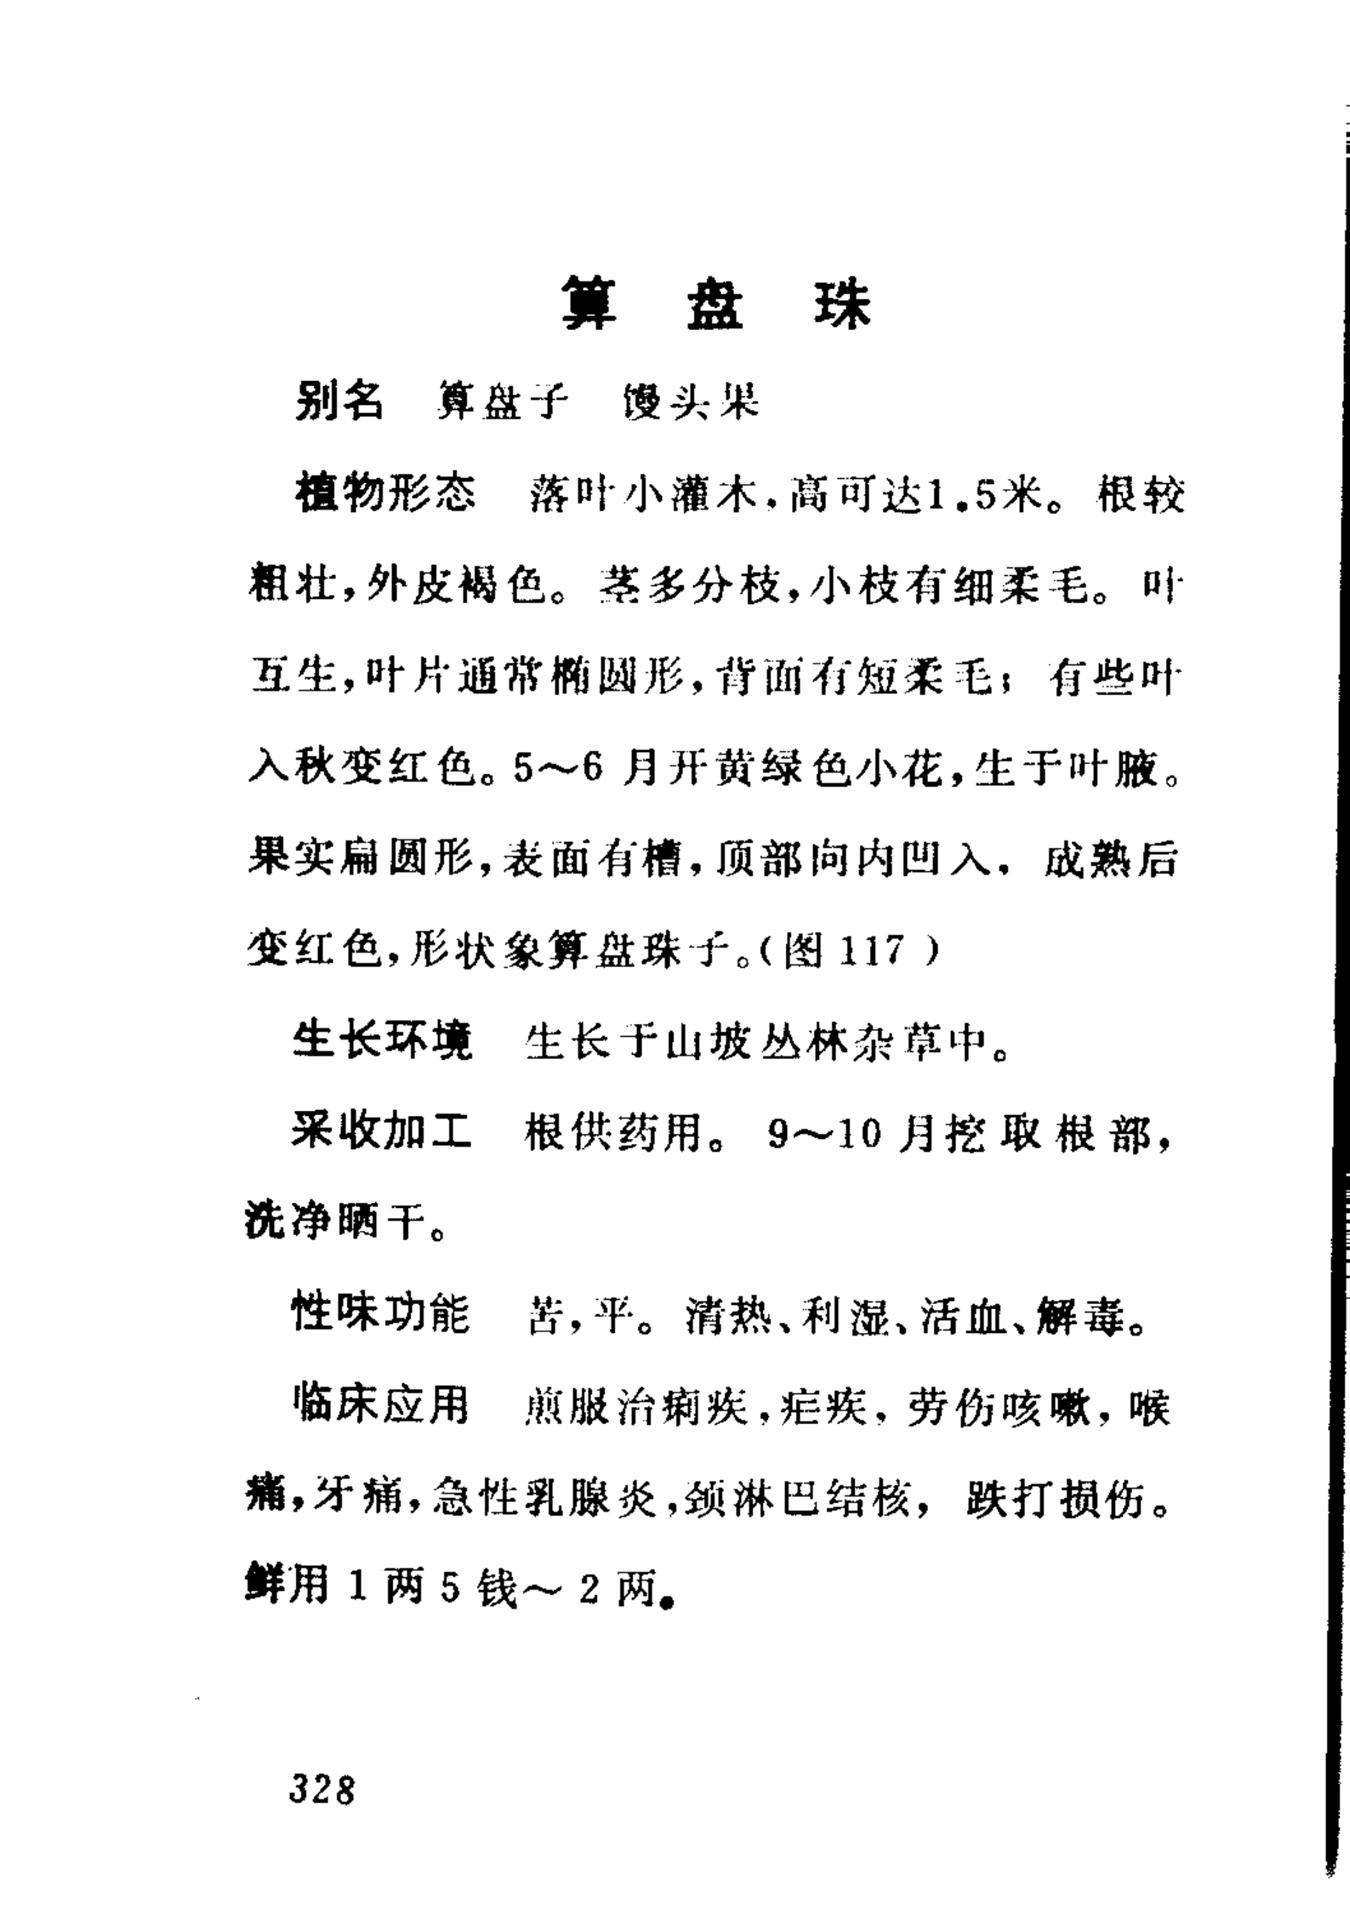 算 盘 珠
别名 算盘子 馒头果
植物形态 落叶小灌木，高可达1.5米。根较
粗壮，外皮褐色。茎多分枝，小枝有细柔毛。叶
互生，叶片通常椭圆形，背面有短柔毛；有些叶
入秋变红色。5～6 月开黄绿色小花，生于叶腋。
果实扁圆形，表面有槽，顶部向内凹入，成熟后
变红色，形状象算盘珠子。（图 117 ）
生长环境 生长于山坡丛林杂草中。
采收加工 根供药用。9～10 月挖取根部，
洗净晒干。
性味功能 苦，平。清热、利湿、活血、解毒。
临床应用 煎服治痢疾，疟疾，劳伤咳嗽，喉
痛，牙痛，急性乳腺炎，颈淋巴结核，跌打损伤。
鲜用 1 两 5 钱～ 2 两。
328